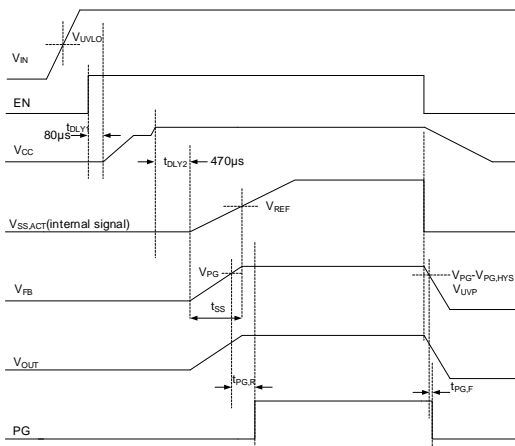 VUVLO
VIN
EN
tDLY1
80µs
VCC
tDLY2 470µs
VREF
VSS,ACT(internal signal)
VPG
VPG-VPG,HYS
VFB
VUVP
tSS
VOUT
tPG,R
tPG,F
PG